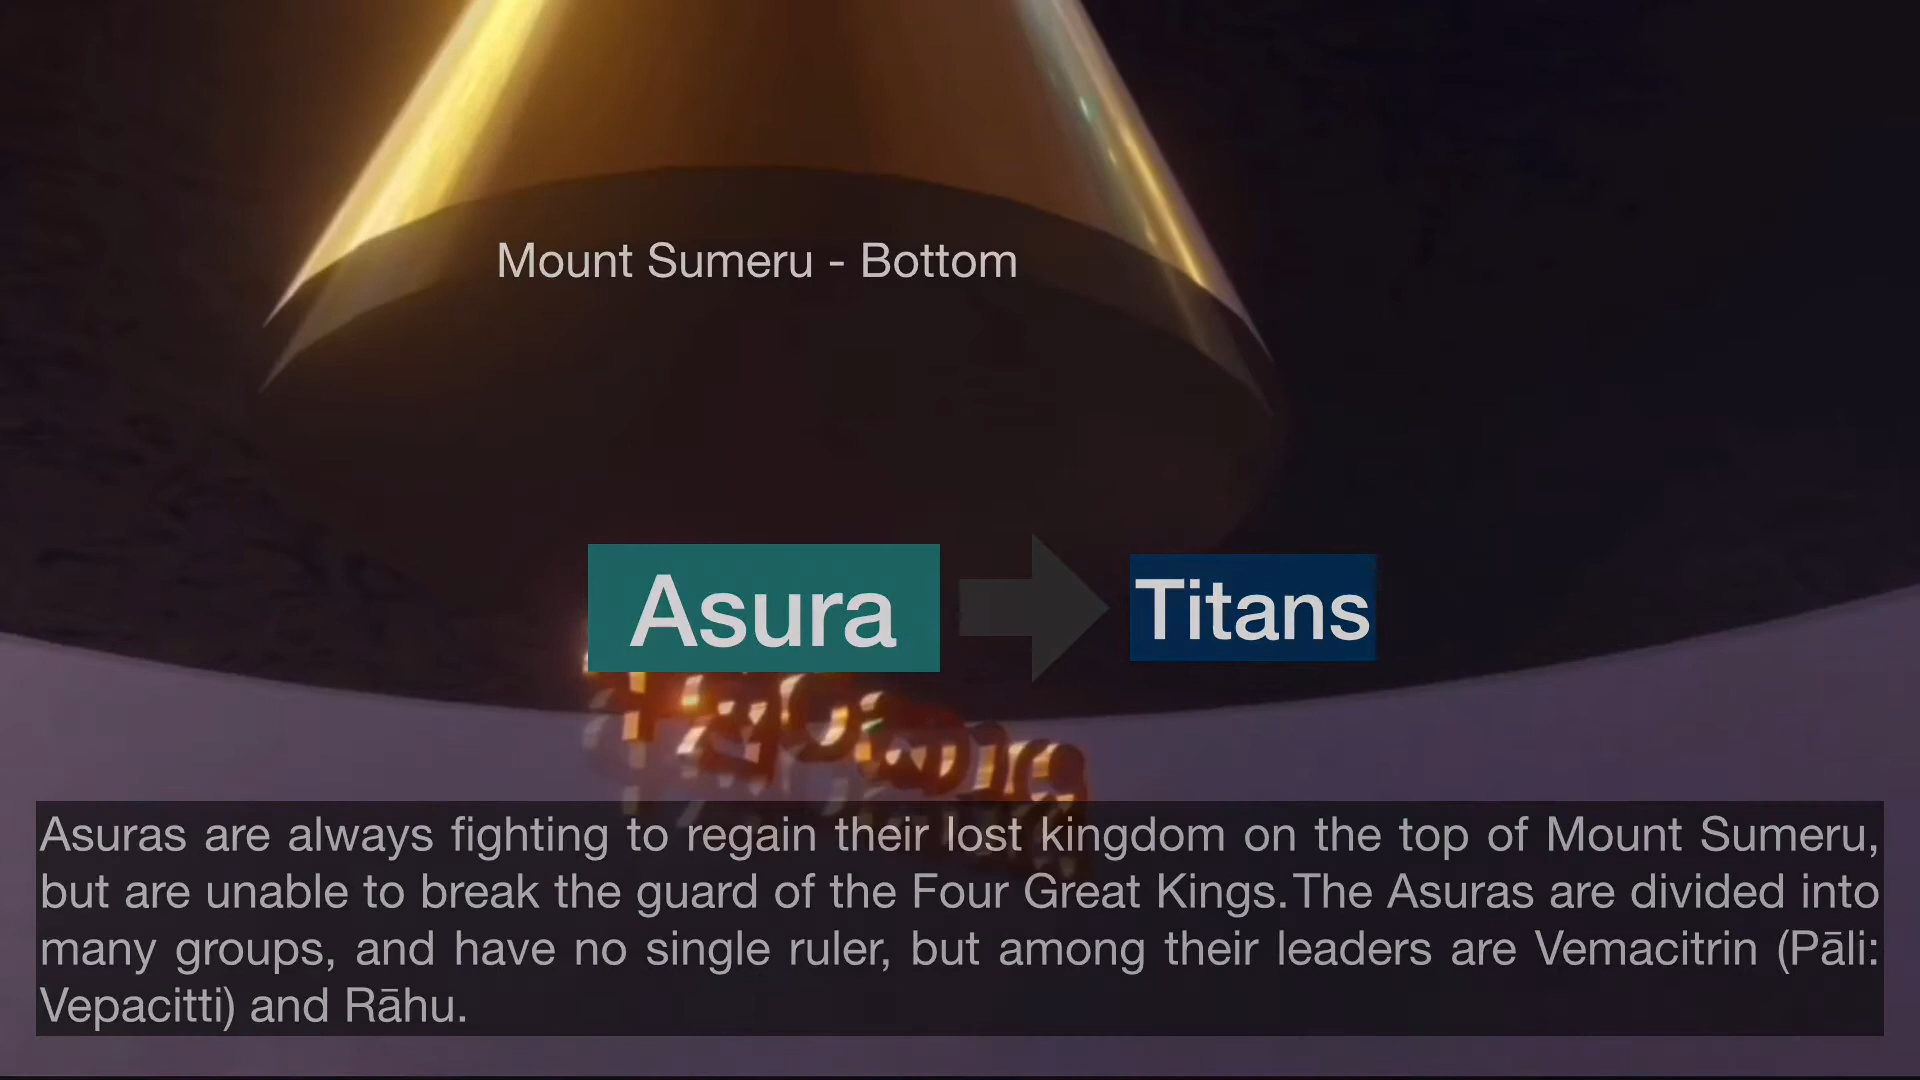 Mount Sumeru - Bottom
Asura
Titans
Asuras are always fighting to regain their lost kingdom on the top of Mount Sumeru,
but are unable to break the guard of the Four Great Kings.The Asuras are divided into
many groups, and have no single ruler, but among their leaders are Vemacitrin (Pāli:
Vepacitti) and Rāhu.